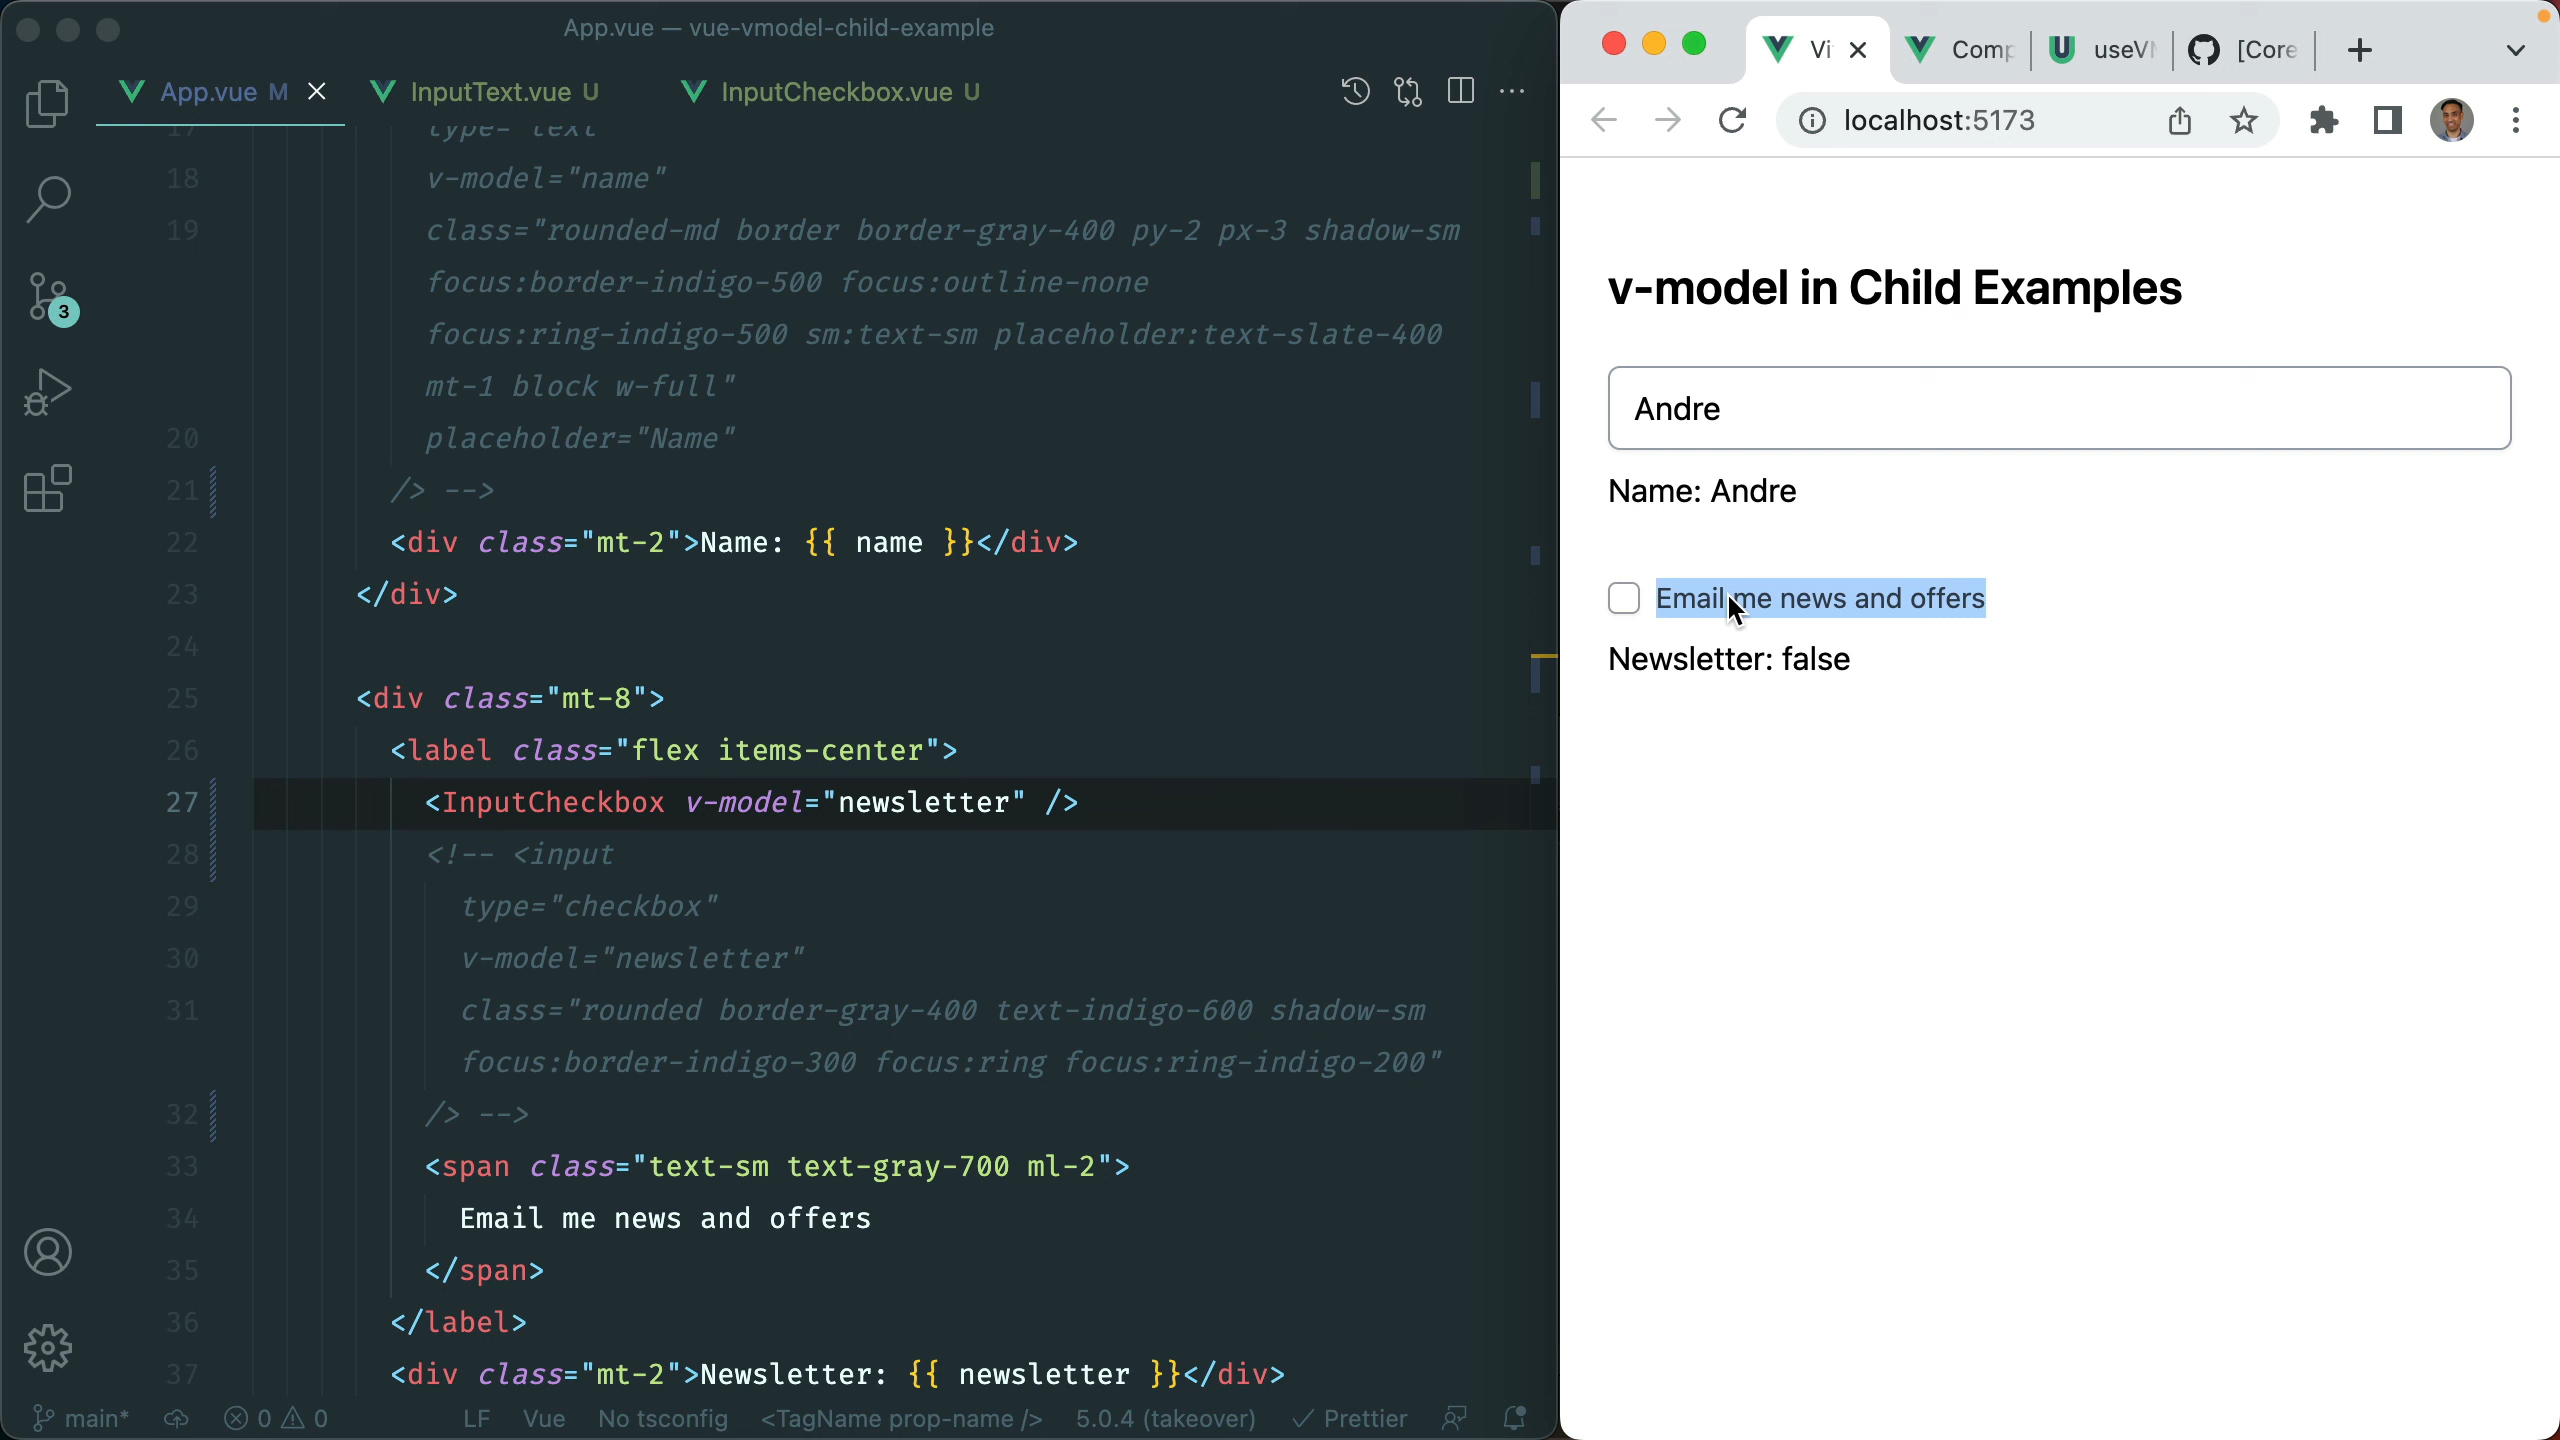 App.vue — vue-vmodel-child-example
App.vue M
InputText.vue U
InputCheckbox.vue U
17 type="text"
18 v-model="name"
19 class="rounded-md border border-gray-400 py-2 px-3 shadow-sm
focus:border-indigo-500 focus:outline-none
focus:ring-indigo-500 sm:text-sm placeholder:text-slate-400
mt-1 block w-full"
20 placeholder="Name"
21 /> -->
22 <div class="mt-2">Name: {{ name }}</div>
23 </div>
24
25 <div class="mt-8">
26 <label class="flex items-center">
27 <InputCheckbox v-model="newsletter" />
28 <!-- <input
29 type="checkbox"
30 v-model="newsletter"
31 class="rounded border-gray-400 text-indigo-600 shadow-sm
focus:border-indigo-300 focus:ring focus:ring-indigo-200"
32 /> -->
33 <span class="text-sm text-gray-700 ml-2">
34 Email me news and offers
35 </span>
36 </label>
37 <div class="mt-2">Newsletter: {{ newsletter }}</div>
3
main* 0 0 LF Vue No tsconfig <TagName prop-name /> 5.0.4 (takeover) Prettier
Vi
Comp
useVM
[Core
localhost:5173
v-model in Child Examples
Andre
Name: Andre
Email me news and offers
Newsletter: false